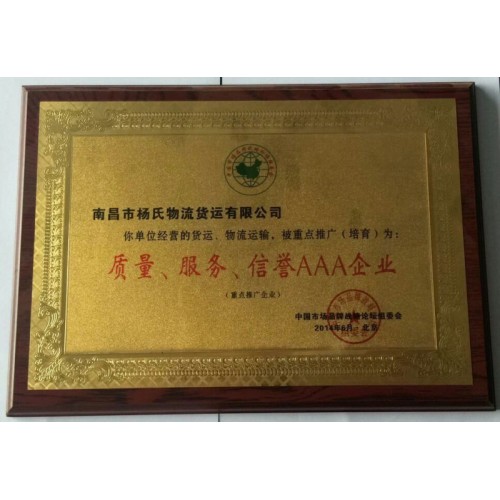 南昌市杨氏物流货运有限公司
你单位经营的货运、物流运输，被重点推广（培育）为：
质量、服务、信誉AAA企业
（重点推广企业）
中国市场品牌战略论坛组委会
2014年6月·北京